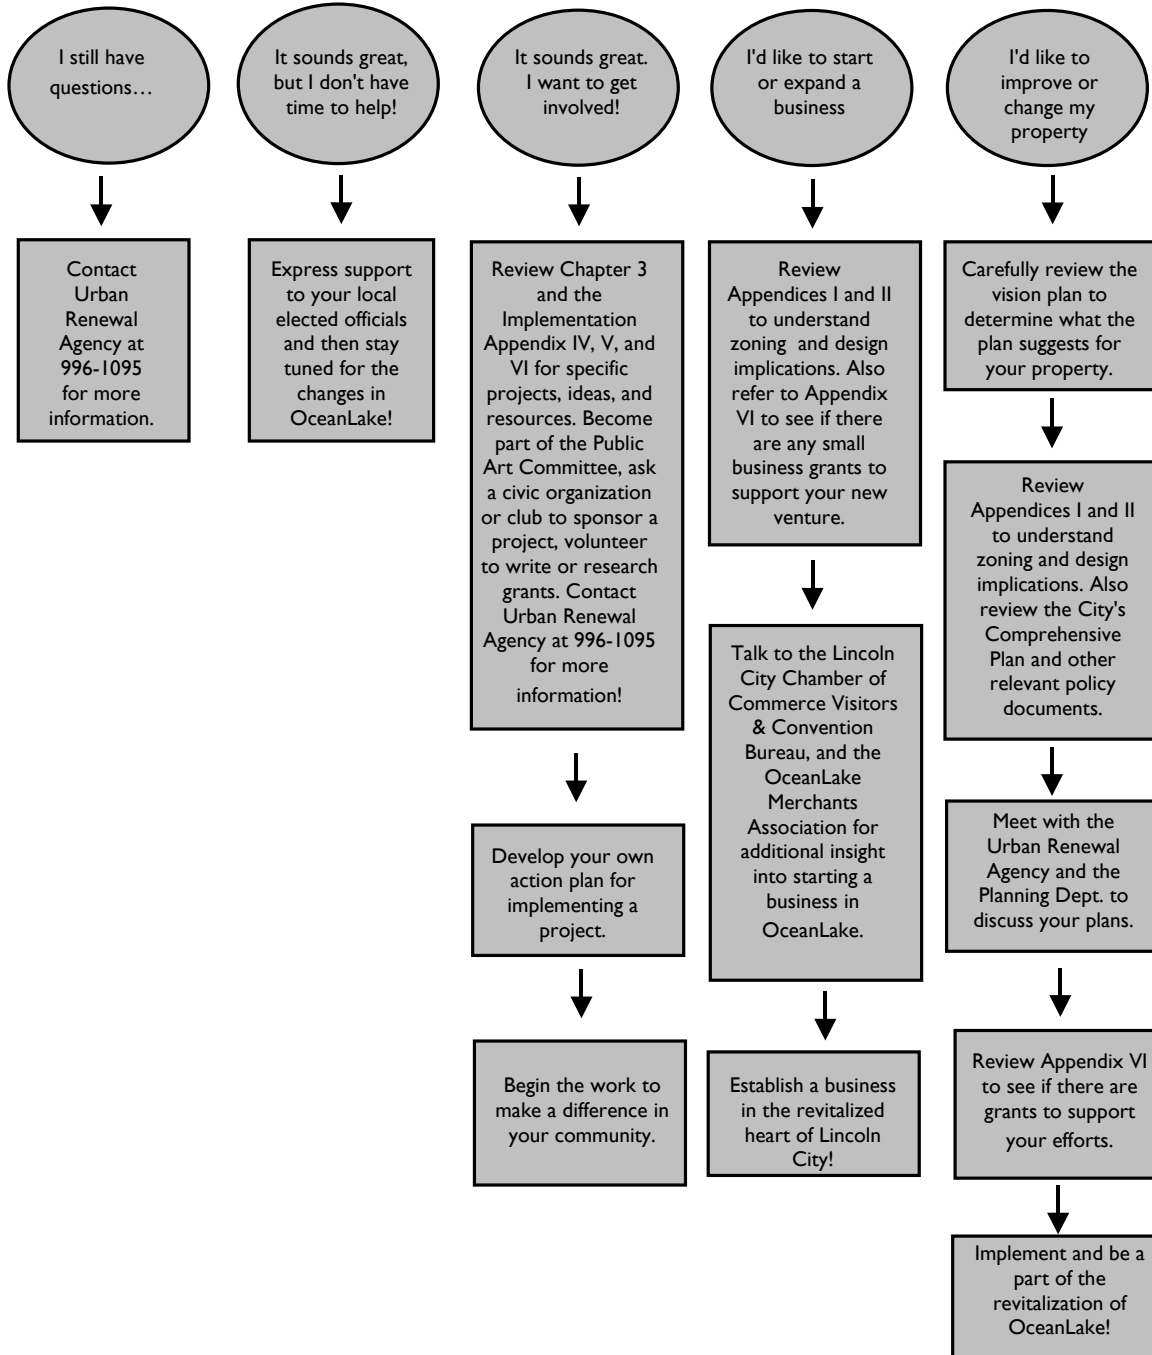 I still have
questions…
Contact
Urban
Renewal
Agency at
996-1095
for more
information.
It sounds great,
but I don't have
time to help!
Express support
to your local
elected officials
and then stay
tuned for the
changes in
OceanLake!
It sounds great.
I want to get
involved!
Review Chapter 3
and the
Implementation
Appendix IV, V, and
VI for specific
projects, ideas, and
resources. Become
part of the Public
Art Committee, ask
a civic organization
or club to sponsor a
project, volunteer
to write or research
grants. Contact
Urban Renewal
Agency at 996-1095
for more
information!
Develop your own
action plan for
implementing a
project.
Begin the work to
make a difference in
your community.
I'd like to start
or expand a
business
Review
Appendices I and II
to understand
zoning and design
implications. Also
refer to Appendix
VI to see if there
are any small
business grants to
support your new
venture.
Talk to the Lincoln
City Chamber of
Commerce Visitors
& Convention
Bureau, and the
OceanLake
Merchants
Association for
additional insight
into starting a
business in
OceanLake.
Establish a business
in the revitalized
heart of Lincoln
City!
I'd like to
improve or
change my
property
Carefully review the
vision plan to
determine what the
plan suggests for
your property.
Review
Appendices I and II
to understand
zoning and design
implications. Also
review the City's
Comprehensive
Plan and other
relevant policy
documents.
Meet with the
Urban Renewal
Agency and the
Planning Dept. to
discuss your plans.
Review Appendix VI
to see if there are
grants to support
your efforts.
Implement and be a
part of the
revitalization of
OceanLake!